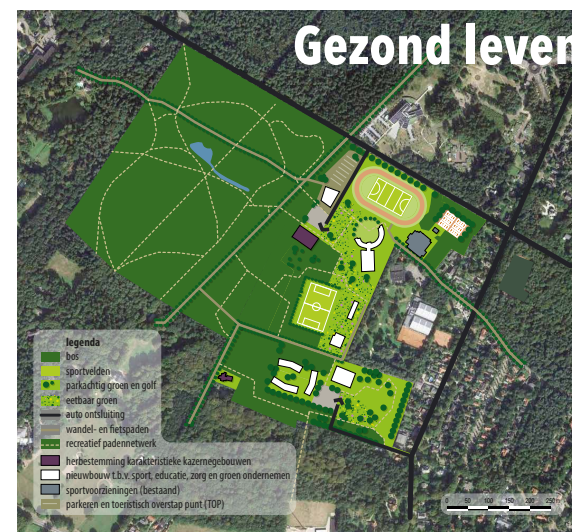 Gezond leven
legenda
bos
sportvelden
parkachtig groen en golf
eetbaar groen
auto ontsluiting
wandel- en fietspaden
recreatief padennetwerk
herbestemming karakteristieke kazernegebouwen
nieuwbouw t.b.v. sport, educatie, zorg en groen ondernemen
sportvoorzieningen (bestaand)
parkeren en toeristisch overstap punt (TOP)
0 50 100 150 200 250m